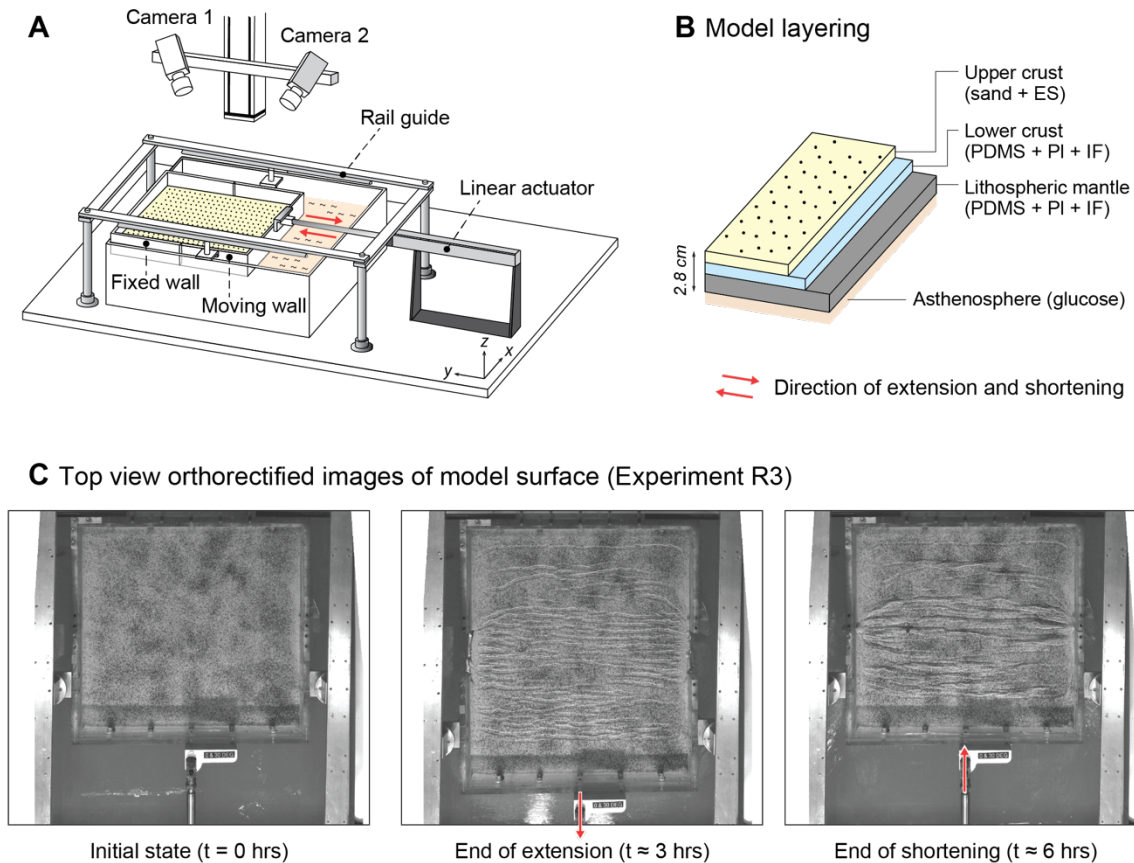 A
Camera 1
Camera 2
Rail guide
Linear actuator
Fixed wall
Moving wall
z
x
y
B Model layering
Upper crust
(sand + ES)
Lower crust
(PDMS + PI + IF)
Lithospheric mantle
(PDMS + PI + IF)
2.8 cm
Asthenosphere (glucose)
Direction of extension and shortening
C Top view orthorectified images of model surface (Experiment R3)
Initial state (t = 0 hrs)
End of extension (t ≈ 3 hrs)
End of shortening (t ≈ 6 hrs)